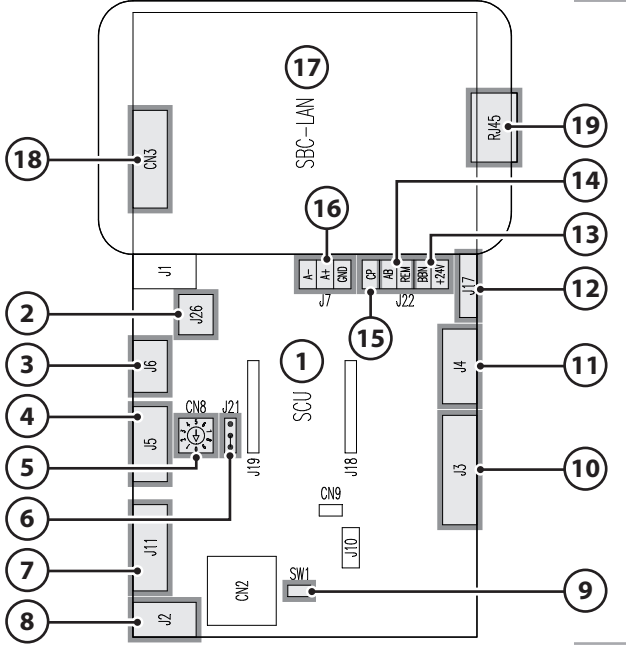 17
SBC-LAN
18
CN3
19
RJ45
16
14
13
A-
A+
GND
CP
AB
REM
BBN
+24V
J7
J22
J1
J17
12
15
2
J26
3
J6
1
SCU
J4
11
4
J5
CN8
J21
5
6
J19
J18
J3
10
CN9
7
J11
J10
CN2
SW1
9
8
J2